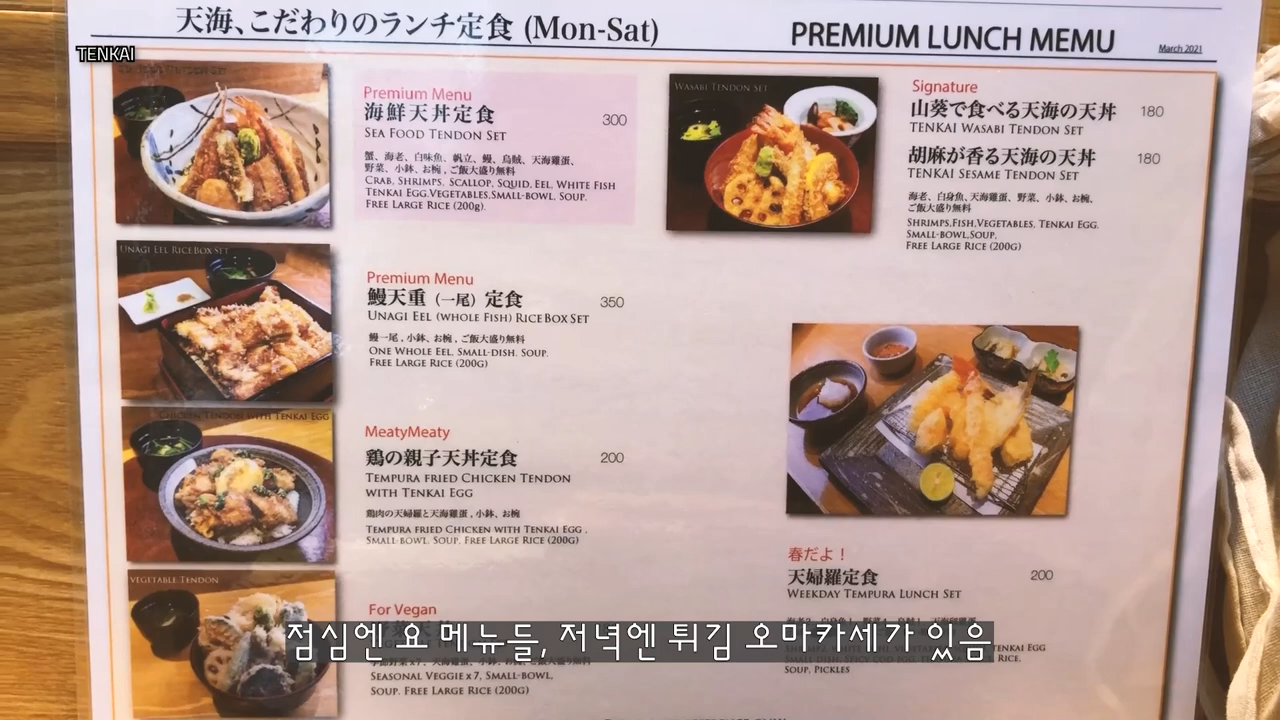 天海、こだわりのランチ定食 (Mon-Sat)
PREMIUM LUNCH MEMU
March 2021
TENKAI
Premium Menu
海鮮天丼定食
300
SEA FOOD TENDON SET
蟹、海老、白味魚、帆立、鰻、烏賊、天海雞蛋、
野菜、小鉢、お椀 , ご飯大盛り無料
CRAB, SHRIMPS, SCALLOP, SQUID, EEL, WHITE FISH
TENKAI EGG,VEGETABLES,SMALL-BOWL, SOUP.
FREE LARGE RICE (200g).
UNAGI EEL RICE BOX SET
Premium Menu
鰻天重 (一尾) 定食
350
UNAGI EEL (WHOLE FISH) RICE BOX SET
鰻一尾 , 小鉢、お椀 , ご飯大盛り無料
ONE WHOLE EEL, SMALL-DISH, SOUP.
FREE LARGE RICE (200G)
CHICKEN TENDON WITH TENKAI EGG
MeatyMeaty
鶏の親子天丼定食
200
TEMPURA FRIED CHICKEN TENDON
WITH TENKAI EGG
鶏肉の天婦羅と天海雞蛋 , 小鉢、お椀
TEMPURA FRIED CHICKEN WITH TENKAI EGG ,
SMALL-BOWL, SOUP, FREE LARGE RICE (200G)
VEGETABLE TENDON
For Vegan
SEASONAL VEGGIE x 7, SMALL-BOWL,
SOUP. FREE LARGE RICE (200G)
WASABI TENDON SET
Signature
山葵で食べる天海の天丼 180
TENKAI WASABI TENDON SET
胡麻が香る天海の天丼 180
TENKAI SESAME TENDON SET
海老、白身魚、天海雞蛋、野菜、小鉢、お椀、
ご飯大盛り無料
SHRIMPS,FISH,VEGETABLES, TENKAI EGG,
SMALL-BOWL,SOUP,
FREE LARGE RICE (200G)
春だよ！
天婦羅定食
200
WEEKDAY TEMPURA LUNCH SET
TENKAI EGG
RICE,
SOUP, PICKLES
점심엔 요 메뉴들, 저녁엔 튀김 오마카세가 있음